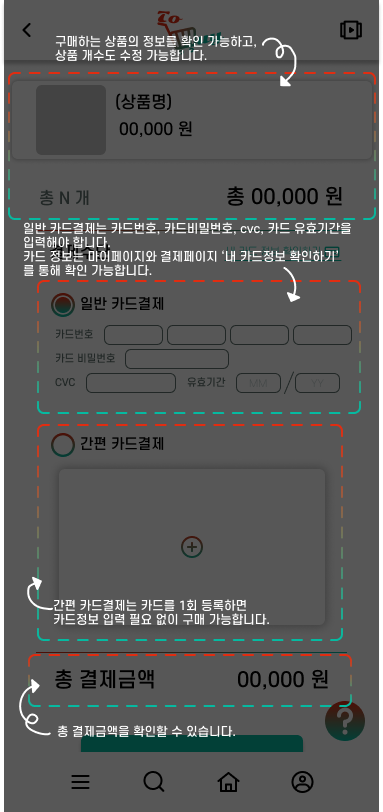 To
구매하는 상품의 정보를 확인 가능하고,
상품 개수도 수정 가능합니다.
(상품명)
00,000 원
총 N 개
총 00,000 원
일반 카드결제는 카드번호, 카드비밀번호, cvc, 카드 유효기간을
입력해야 합니다.
카드 정보는 마이페이지와 결제페이지 ‘내 카드정보 확인하기’
를 통해 확인 가능합니다.
일반 카드결제
카드번호
카드 비밀번호
CVC 유효기간 MM / YY
간편 카드결제
간편 카드결제는 카드를 1회 등록하면
카드정보 입력 필요 없이 구매 가능합니다.
총 결제금액 00,000 원
?
총 결제금액을 확인할 수 있습니다.